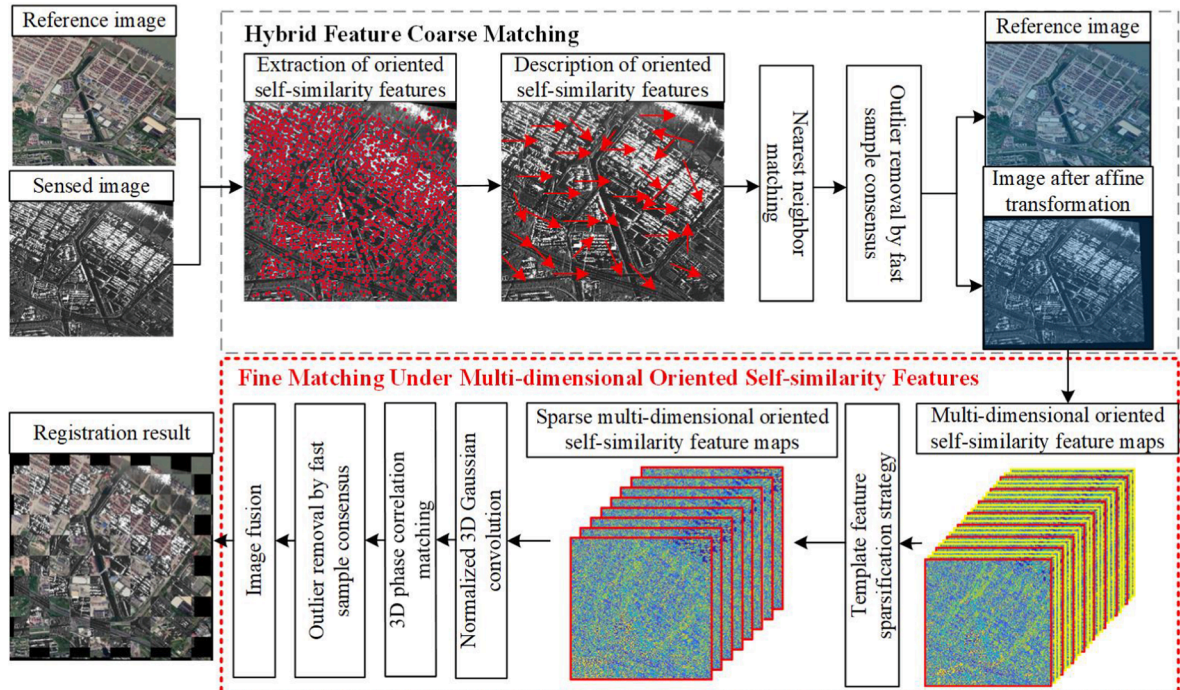 Reference image
Sensed image
Hybrid Feature Coarse Matching
Extraction of oriented
self-similarity features
Description of oriented
self-similarity features
Nearest neighbor
matching
Outlier removal by fast
sample consensus
Reference image
Image after affine
transformation
Fine Matching Under Multi-dimensional Oriented Self-similarity Features
Multi-dimensional oriented
self-similarity feature maps
Template feature
sparsification strategy
Sparse multi-dimensional oriented
self-similarity feature maps
Normalized 3D Gaussian
convolution
3D phase correlation
matching
Outlier removal by fast
sample consensus
Image fusion
Registration result